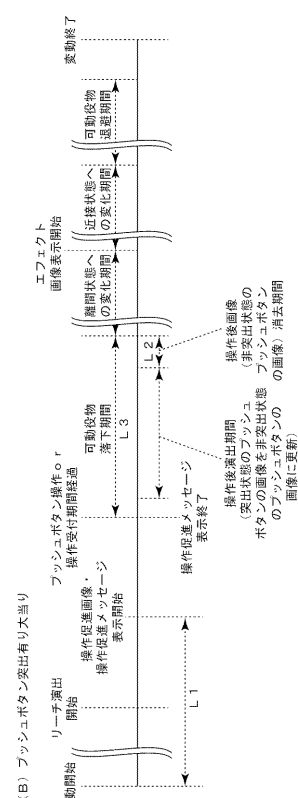 (B) プッシュボタン突出有り大当り
動開始
リーチ演出
開始
操作促進画像・
操作促進メッセージ
表示開始
プッシュボタン操作or
操作受付期間経過
エフェクト
画像表示開始
変動終了
可動役物
落下期間
離間状態へ
の変化期間
近接状態へ
の変化期間
可動役物
退避期間
L3
L1
L2
操作促進メッセージ
表示終了
操作後演出期間
(突出状態のプッシュ
ボタンの画像を非突出状態
のプッシュボタンの
画像に更新)
操作後画像
(非突出状態の
プッシュボタン
の画像)消去期間